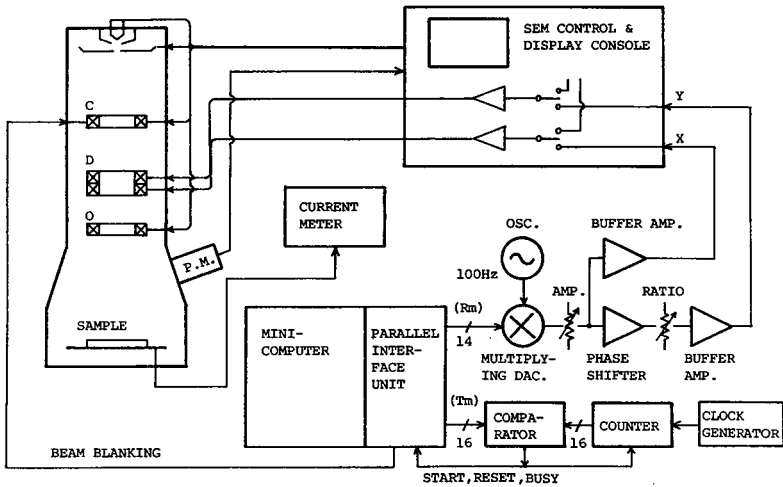 SEM CONTROL &
DISPLAY CONSOLE
C
D
O
P.M.
SAMPLE
Y
X
CURRENT
METER
OSC.
100Hz
BUFFER AMP.
AMP.
RATIO
MINI-
COMPUTER
PARALLEL
INTER-
FACE
UNIT
(Rm)
14
MULTIPLY-
ING DAC.
PHASE
SHIFTER
BUFFER
AMP.
(Tm)
16
COMPA-
RATOR
16
COUNTER
CLOCK
GENERATOR
BEAM BLANKING
START,RESET,BUSY